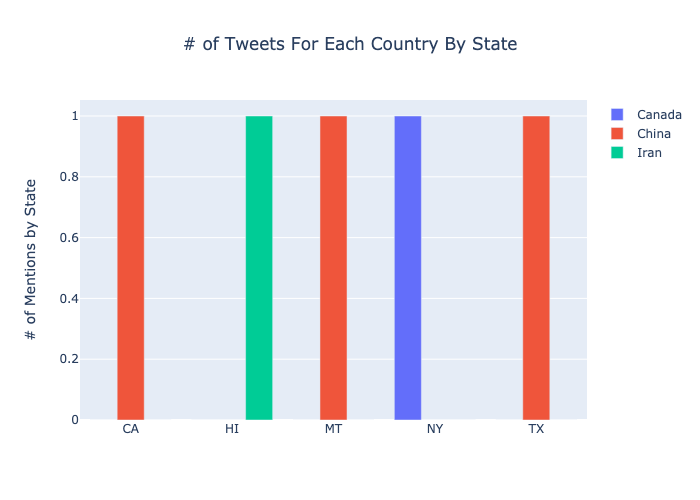 # of Tweets For Each Country By State
Canada
China
Iran
# of Mentions by State
1
0.8
0.6
0.4
0.2
0
CA HI MT NY TX